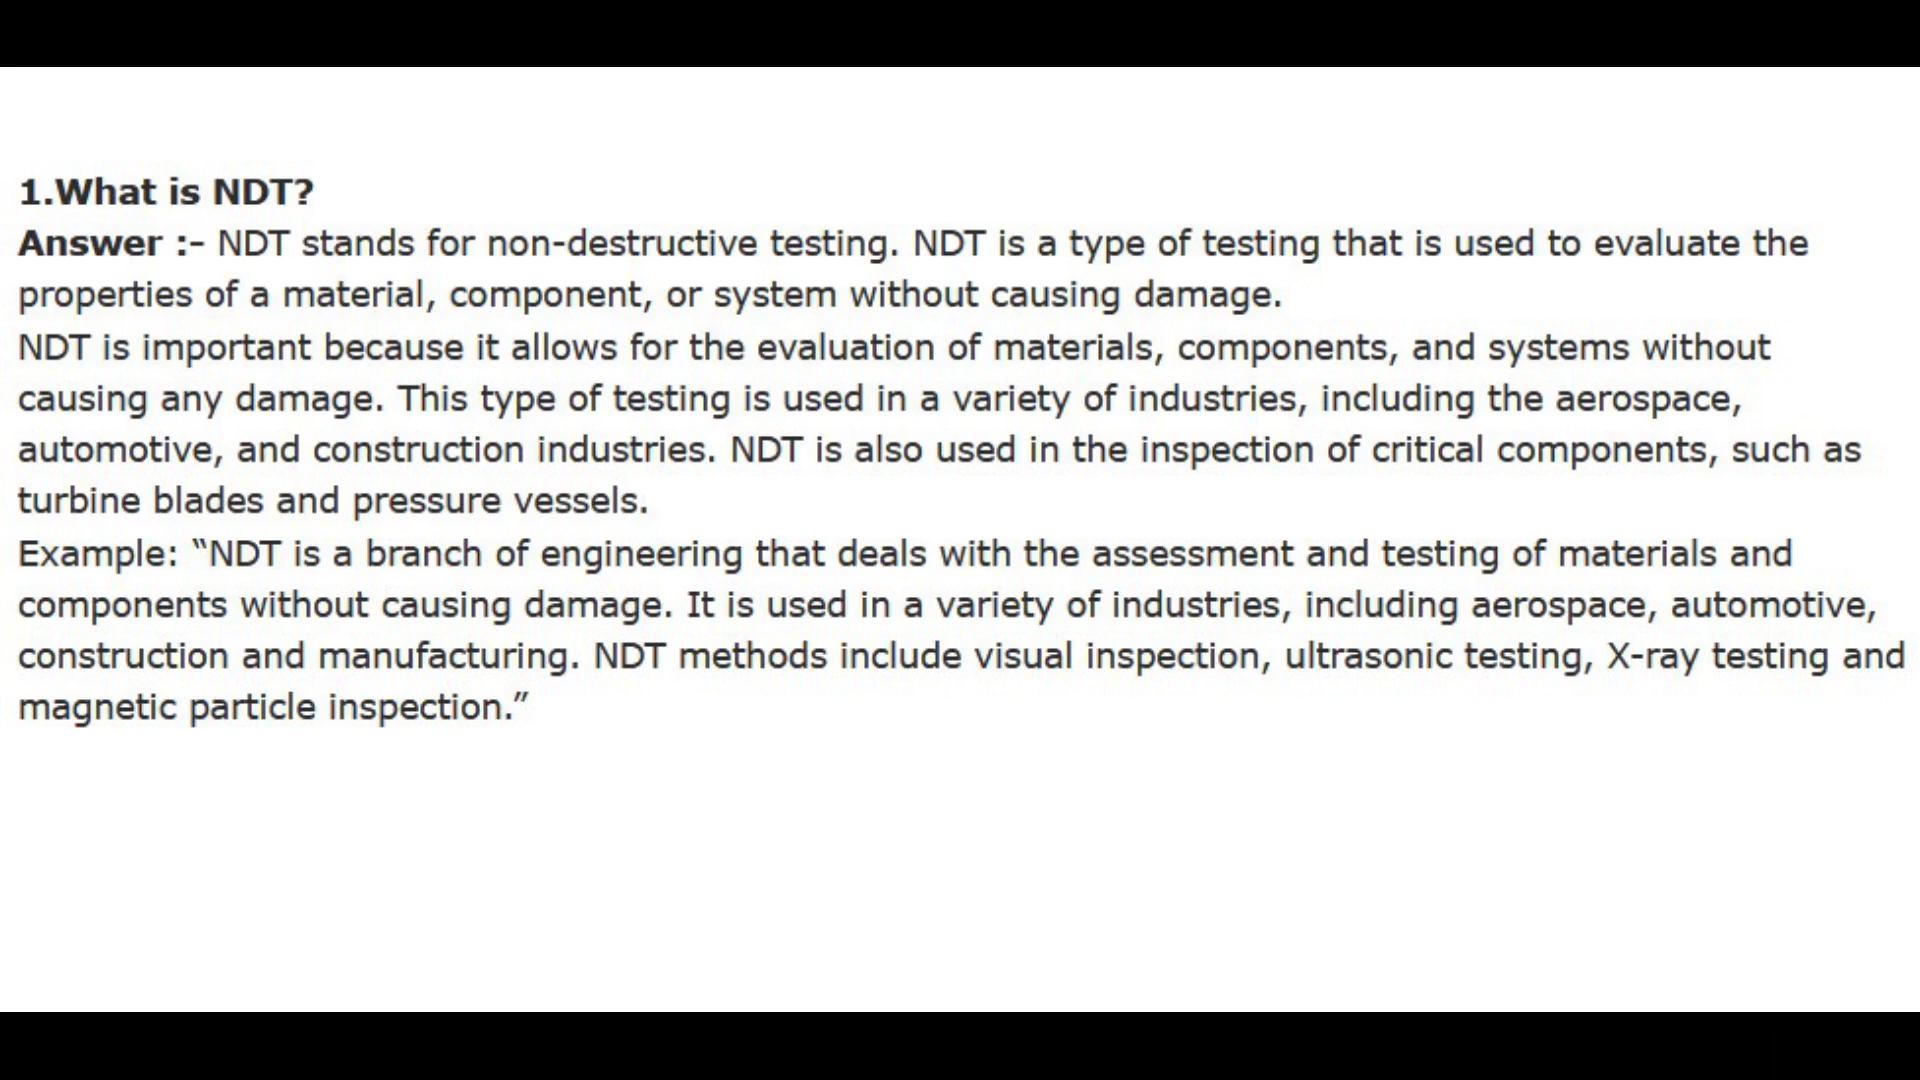 1.What is NDT?
Answer :- NDT stands for non-destructive testing. NDT is a type of testing that is used to evaluate the
properties of a material, component, or system without causing damage.
NDT is important because it allows for the evaluation of materials, components, and systems without
causing any damage. This type of testing is used in a variety of industries, including the aerospace,
automotive, and construction industries. NDT is also used in the inspection of critical components, such as
turbine blades and pressure vessels.
Example: “NDT is a branch of engineering that deals with the assessment and testing of materials and
components without causing damage. It is used in a variety of industries, including aerospace, automotive,
construction and manufacturing. NDT methods include visual inspection, ultrasonic testing, X-ray testing and
magnetic particle inspection.”